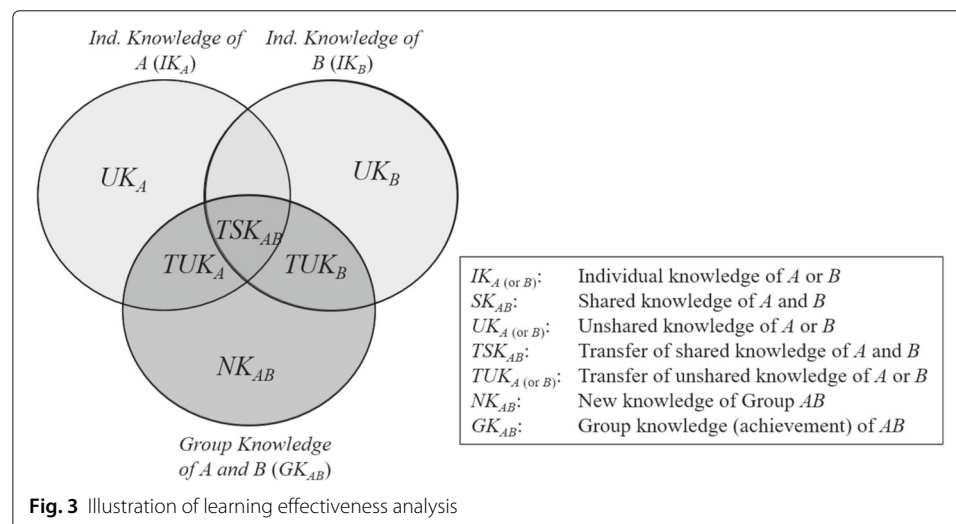 Ind. Knowledge of
A (IK_A)
Ind. Knowledge of
B (IK_B)
UK_A
UK_B
TSK_AB
TUK_A
TUK_B
NK_AB
Group Knowledge
of A and B (GK_AB)
IK_A (or B): Individual knowledge of A or B
SK_AB: Shared knowledge of A and B
UK_A (or B): Unshared knowledge of A or B
TSK_AB: Transfer of shared knowledge of A and B
TUK_A (or B): Transfer of unshared knowledge of A or B
NK_AB: New knowledge of Group AB
GK_AB: Group knowledge (achievement) of AB
Fig. 3 Illustration of learning effectiveness analysis